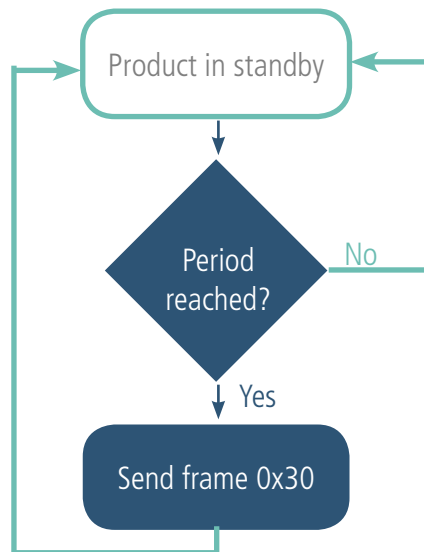 Product in standby
Period
reached?
No
Yes
Send frame 0x30